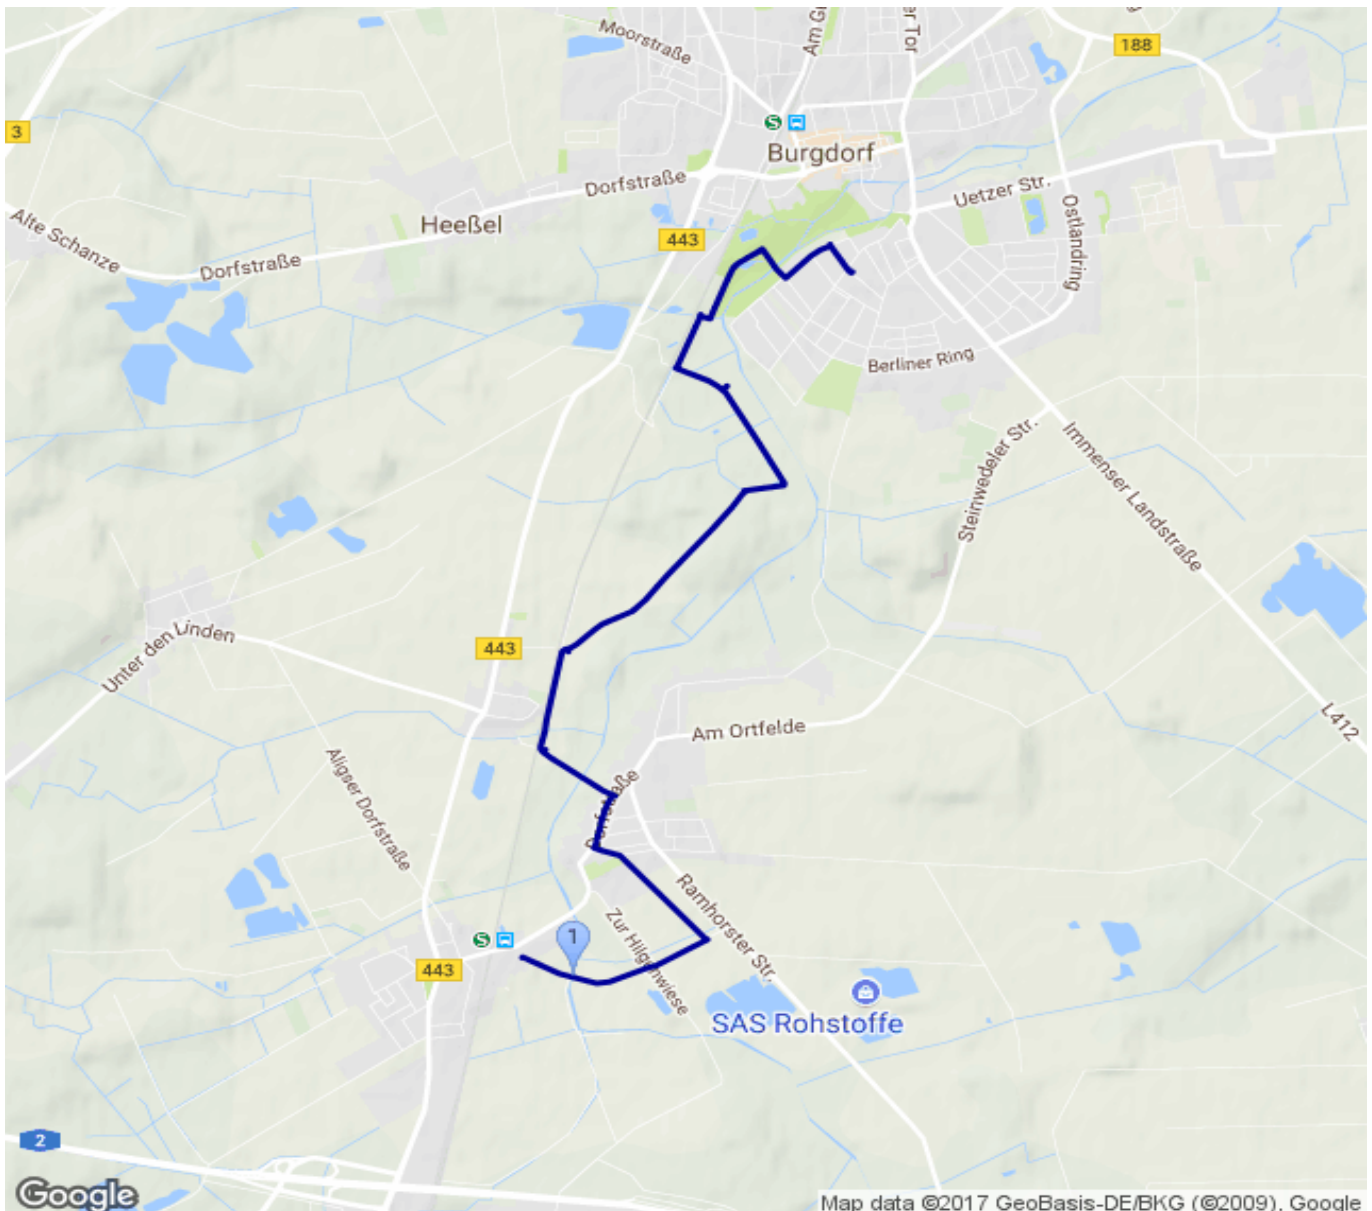 Moorstraße
Am G
er Tor
188
3
Burgdorf
Dorfstraße
Uetzer Str.
Ostlandring
Heeßel
443
Alte Schanze
Dorfstraße
Berliner Ring
Steinwedeler Str.
Immenser Landstraße
Unter den Linden
443
L412
Am Ortfelde
Aligser Dorfstraße
Dorfstraße
Ramhorster Str.
Zur Hilgenwiese
S
1
443
SAS Rohstoffe
2
Google
Map data ©2017 GeoBasis-DE/BKG (©2009), Google